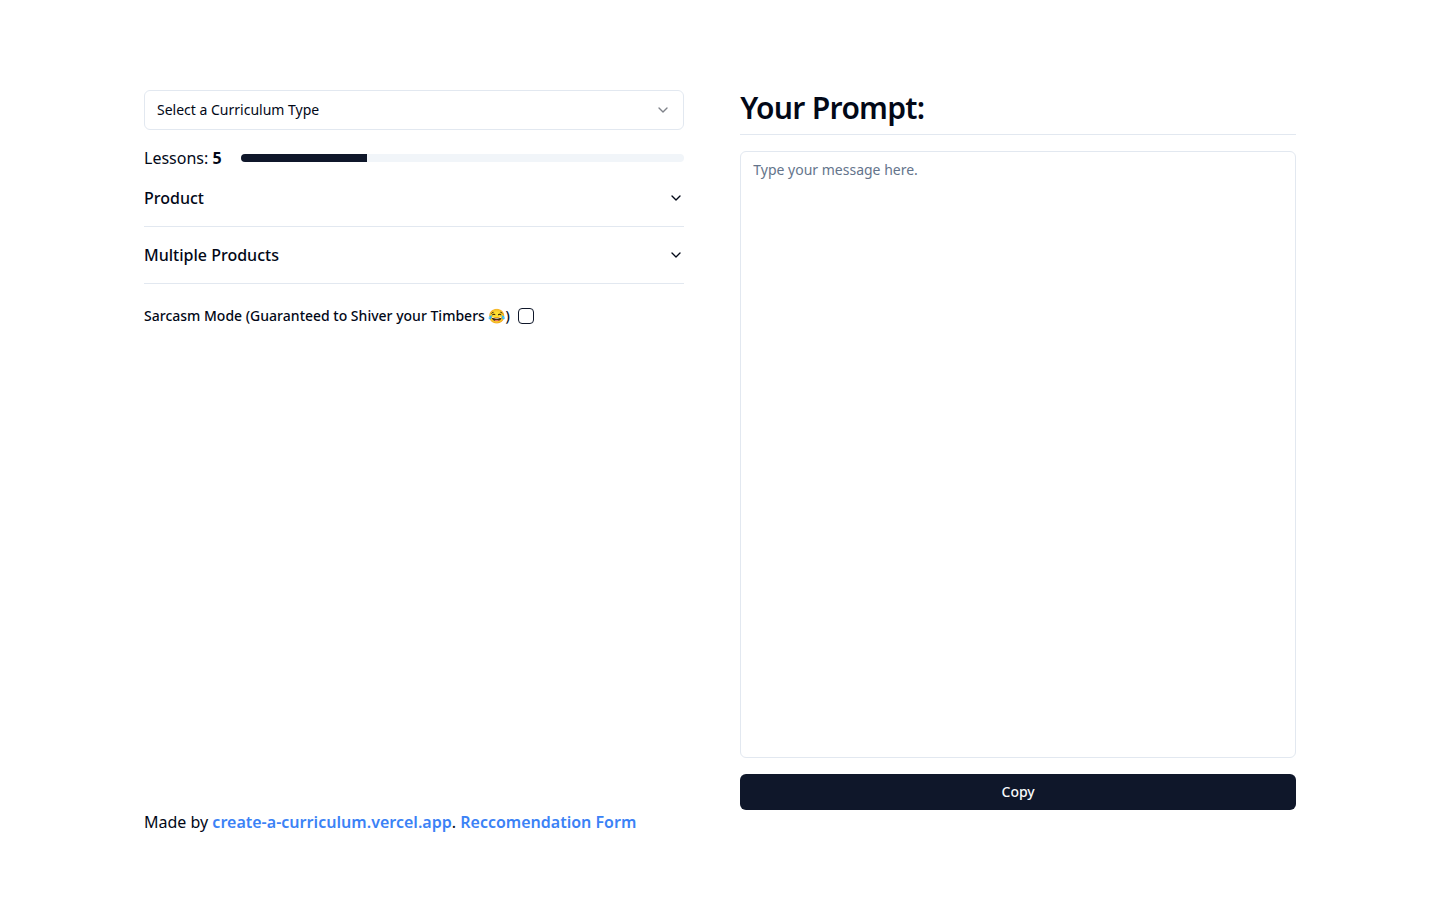 Select a Curriculum Type
Lessons: 5
Product
Multiple Products
Sarcasm Mode (Guaranteed to Shiver your Timbers 😂)
Made by create-a-curriculum.vercel.app. Reccomendation Form
Your Prompt:
Type your message here.
Copy